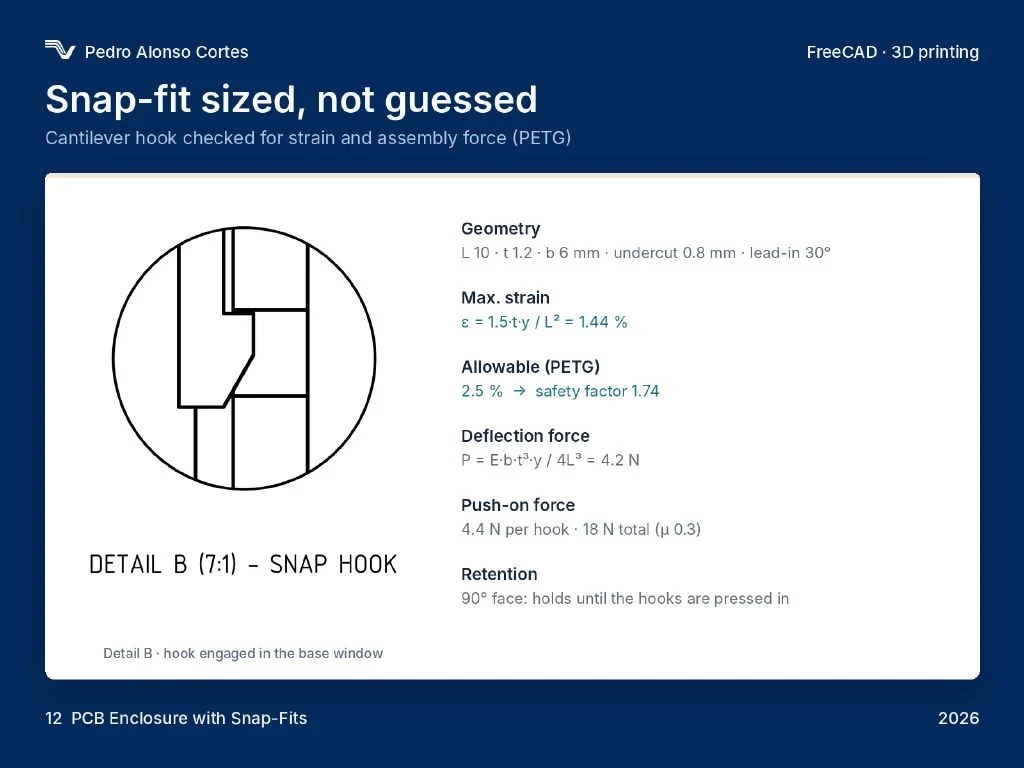 Pedro Alonso Cortes
FreeCAD · 3D printing
Snap-fit sized, not guessed
Cantilever hook checked for strain and assembly force (PETG)
Geometry
L 10 · t 1.2 · b 6 mm · undercut 0.8 mm · lead-in 30°
Max. strain
ε = 1.5·t·y / L² = 1.44 %
Allowable (PETG)
2.5 % → safety factor 1.74
Deflection force
P = E·b·t³·y / 4L³ = 4.2 N
Push-on force
4.4 N per hook · 18 N total (μ 0.3)
Retention
90° face: holds until the hooks are pressed in
DETAIL B (7:1) – SNAP HOOK
Detail B · hook engaged in the base window
12 PCB Enclosure with Snap-Fits
2026